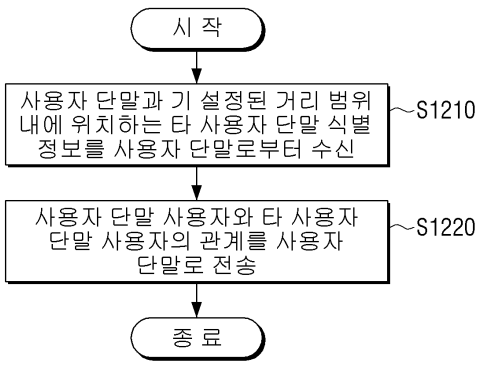 시 작
사용자 단말과 기 설정된 거리 범위
내에 위치하는 타 사용자 단말 식별
정보를 사용자 단말로부터 수신
S1210
사용자 단말 사용자와 타 사용자
단말 사용자의 관계를 사용자
단말로 전송
S1220
종 료